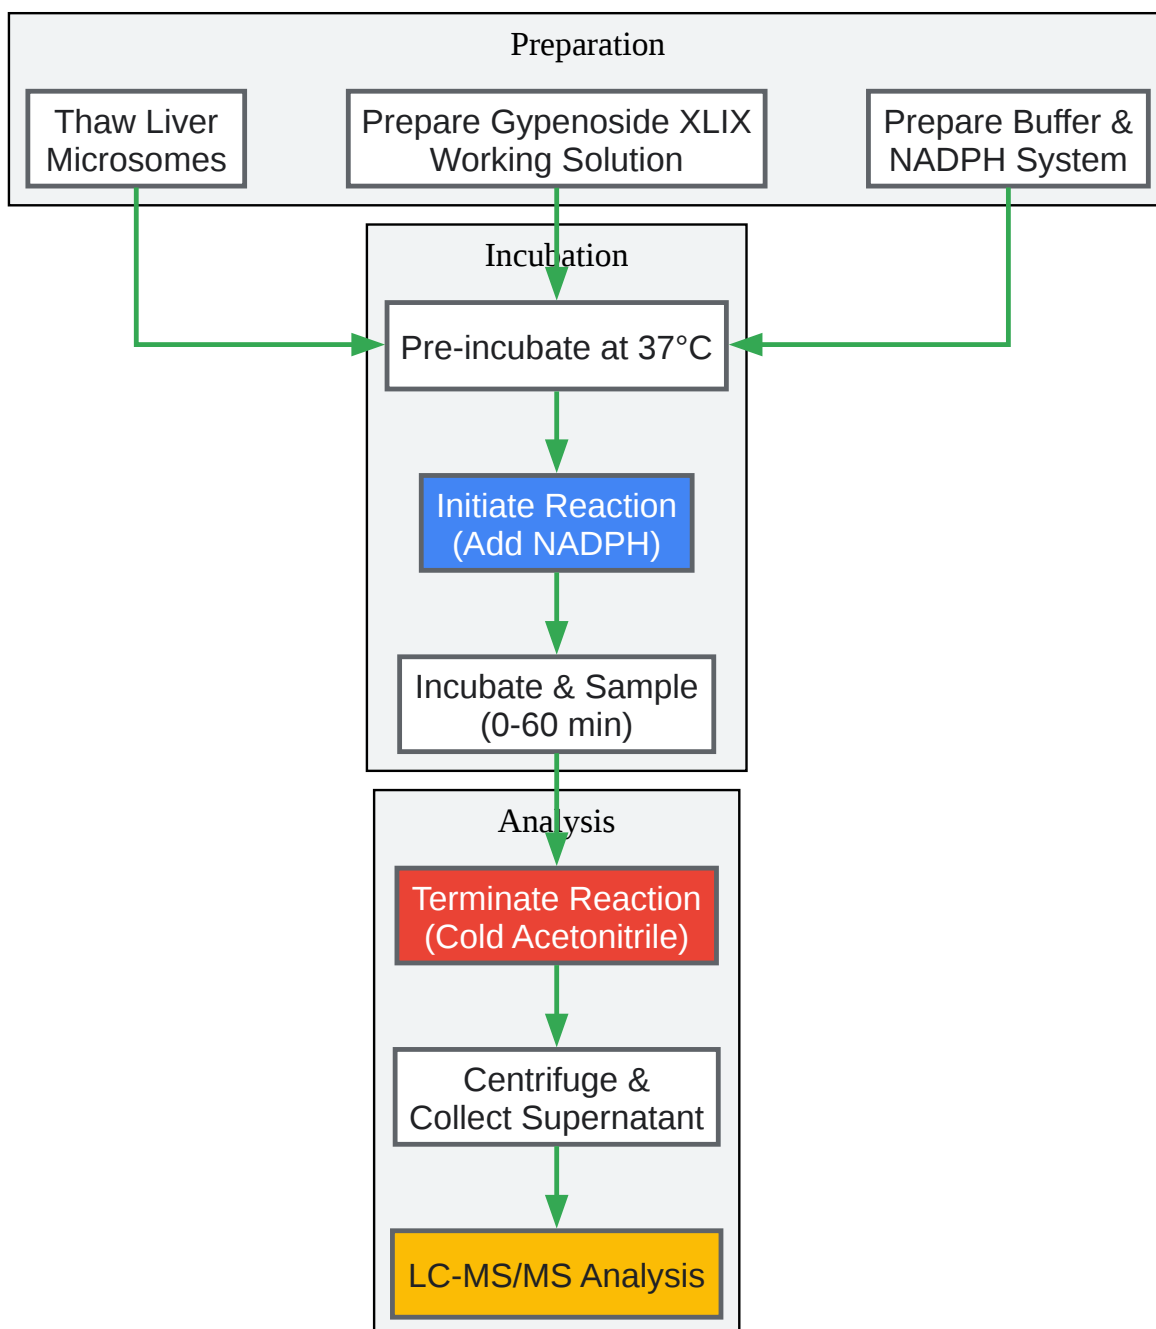 Preparation
Thaw Liver
Microsomes
Prepare Gypenoside XLIX
Working Solution
Prepare Buffer &
NADPH System
Incubation
Pre-incubate at 37°C
Initiate Reaction
(Add NADPH)
Incubate & Sample
(0-60 min)
Analysis
Terminate Reaction
(Cold Acetonitrile)
Centrifuge &
Collect Supernatant
LC-MS/MS Analysis